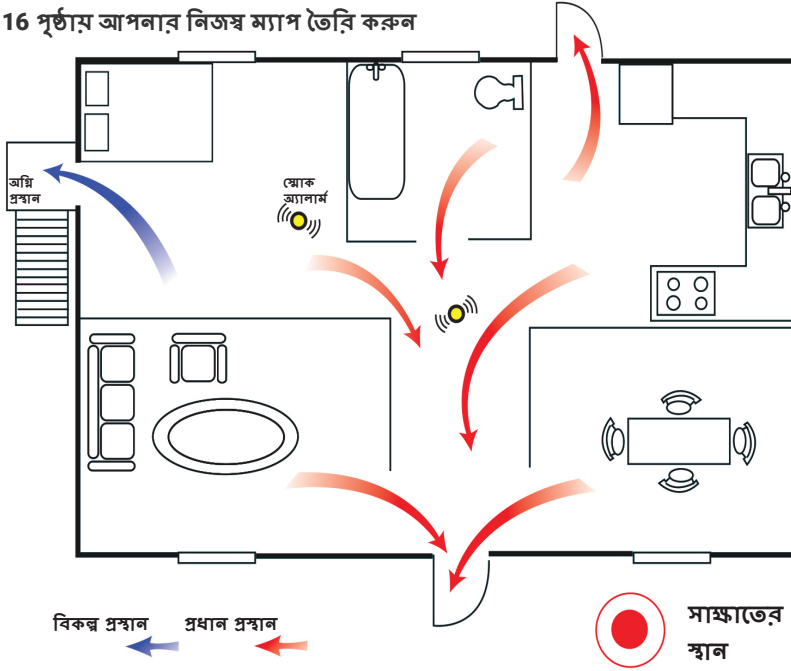 16 পৃষ্ঠায় আপনার নিজস্ব ম্যাপ তৈরি করুন
অগ্নি
প্রস্থান
স্মোক
অ্যালার্ম
বিকল্প প্রস্থান
প্রধান প্রস্থান
সাক্ষাতের
স্থান